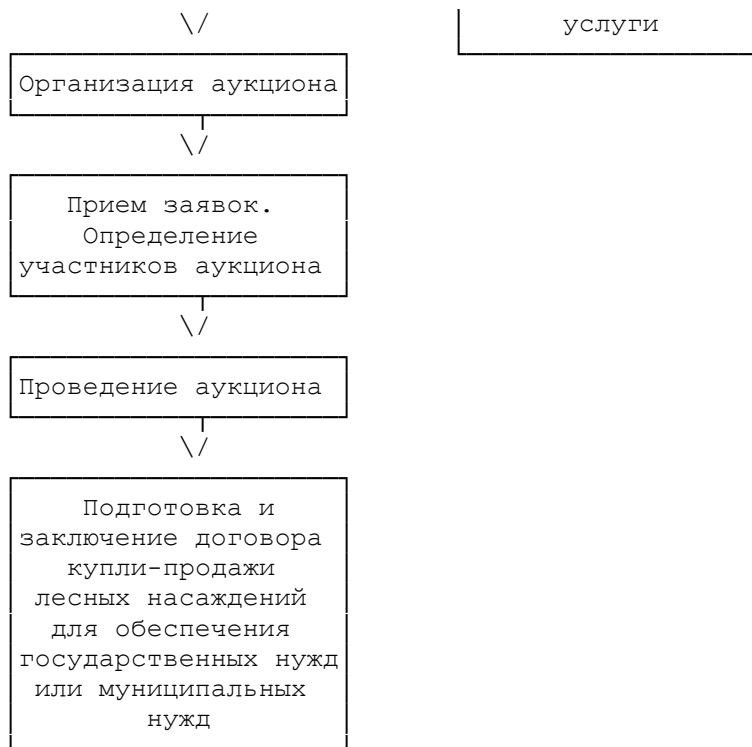 услуги
Организация аукциона
Прием заявок.
Определение
участников аукциона
Проведение аукциона
Подготовка и
заключение договора
купли-продажи
лесных насаждений
для обеспечения
государственных нужд
или муниципальных
нужд